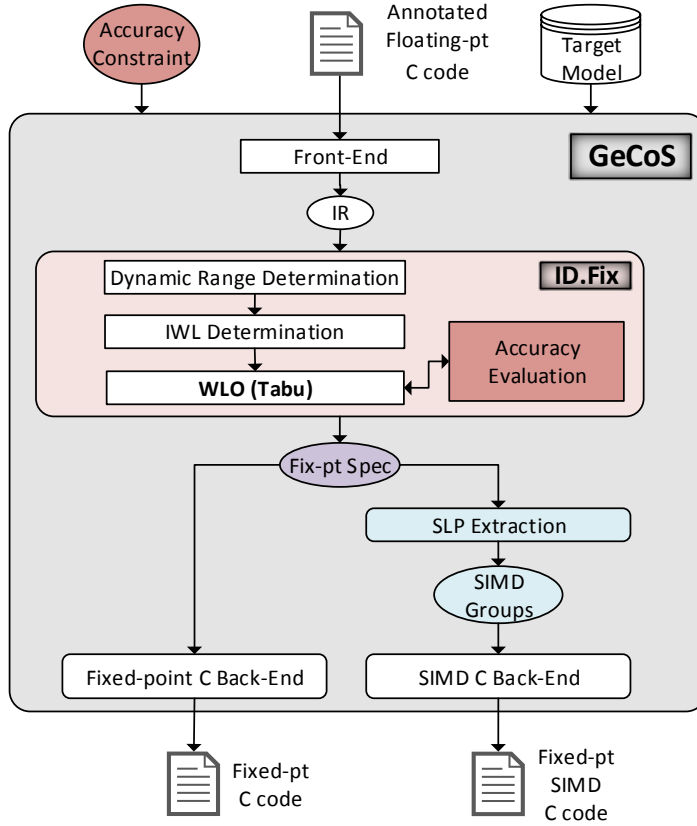 Accuracy
Constraint
Annotated
Floating-pt
C code
Target
Model
GeCoS
Front-End
IR
ID.Fix
Dynamic Range Determination
IWL Determination
WLO (Tabu)
Accuracy
Evaluation
Fix-pt Spec
SLP Extraction
SIMD
Groups
Fixed-point C Back-End
SIMD C Back-End
Fixed-pt
C code
Fixed-pt
SIMD
C code